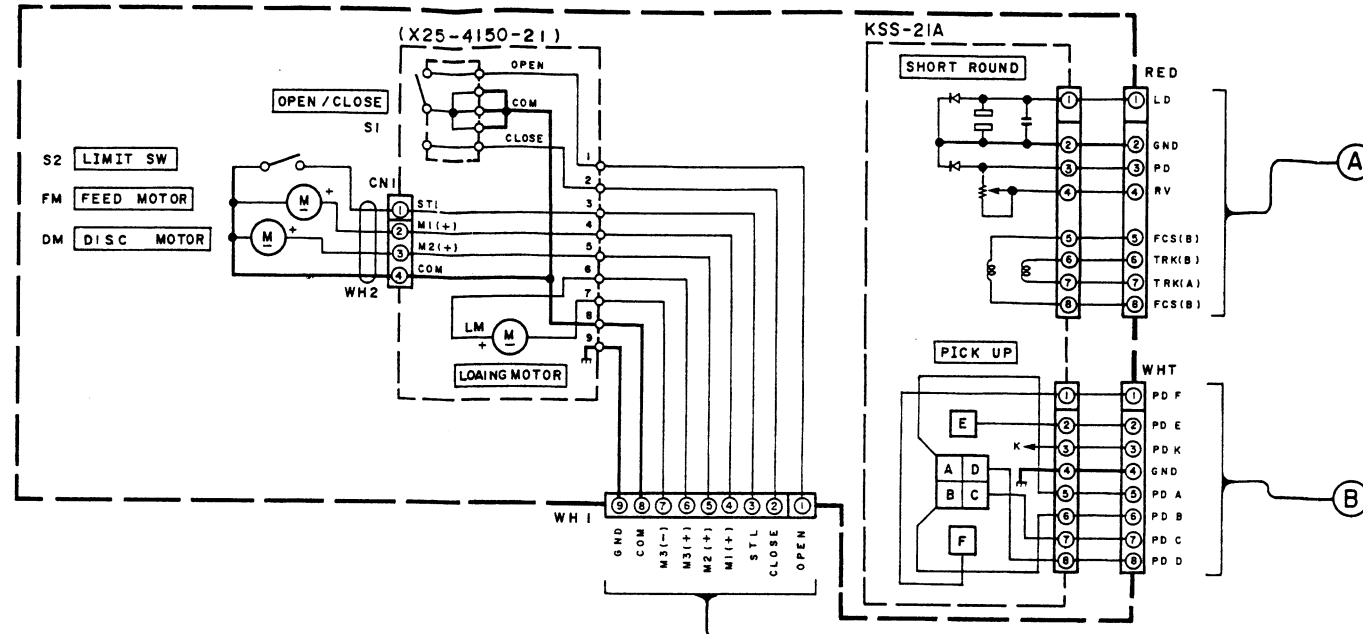 (X25-4150-21)
OPEN/CLOSE
S1
OPEN
COM
CLOSE
S2 LIMIT SW
FM FEED MOTOR
DM DISC MOTOR
M
+
M
+
CN1
1 ST1
2 M1(+)
3 M2(+)
4 COM
WH2
1
2
3
4
5
6
7
8
9
LM
+
M
LOAING MOTOR
WH1
9 8 7 6 5 4 3 2 1
GND
COM
M3(-)
M3(+)
M2(+)
M1(+)
STL
CLOSE
OPEN
KSS-21A
SHORT ROUND
RED
1 1 LD
2 2 GND
3 3 PD
4 4 RV
5 5 FCS(B)
6 6 TRK(B)
7 7 TRK(A)
8 8 FCS(B)
A
PICK UP
WHT
1 1 PD F
E 2 2 PD E
K 3 3 PD K
4 4 GND
A D
B C
5 5 PD A
6 6 PD B
F 7 7 PD C
8 8 PD D
B